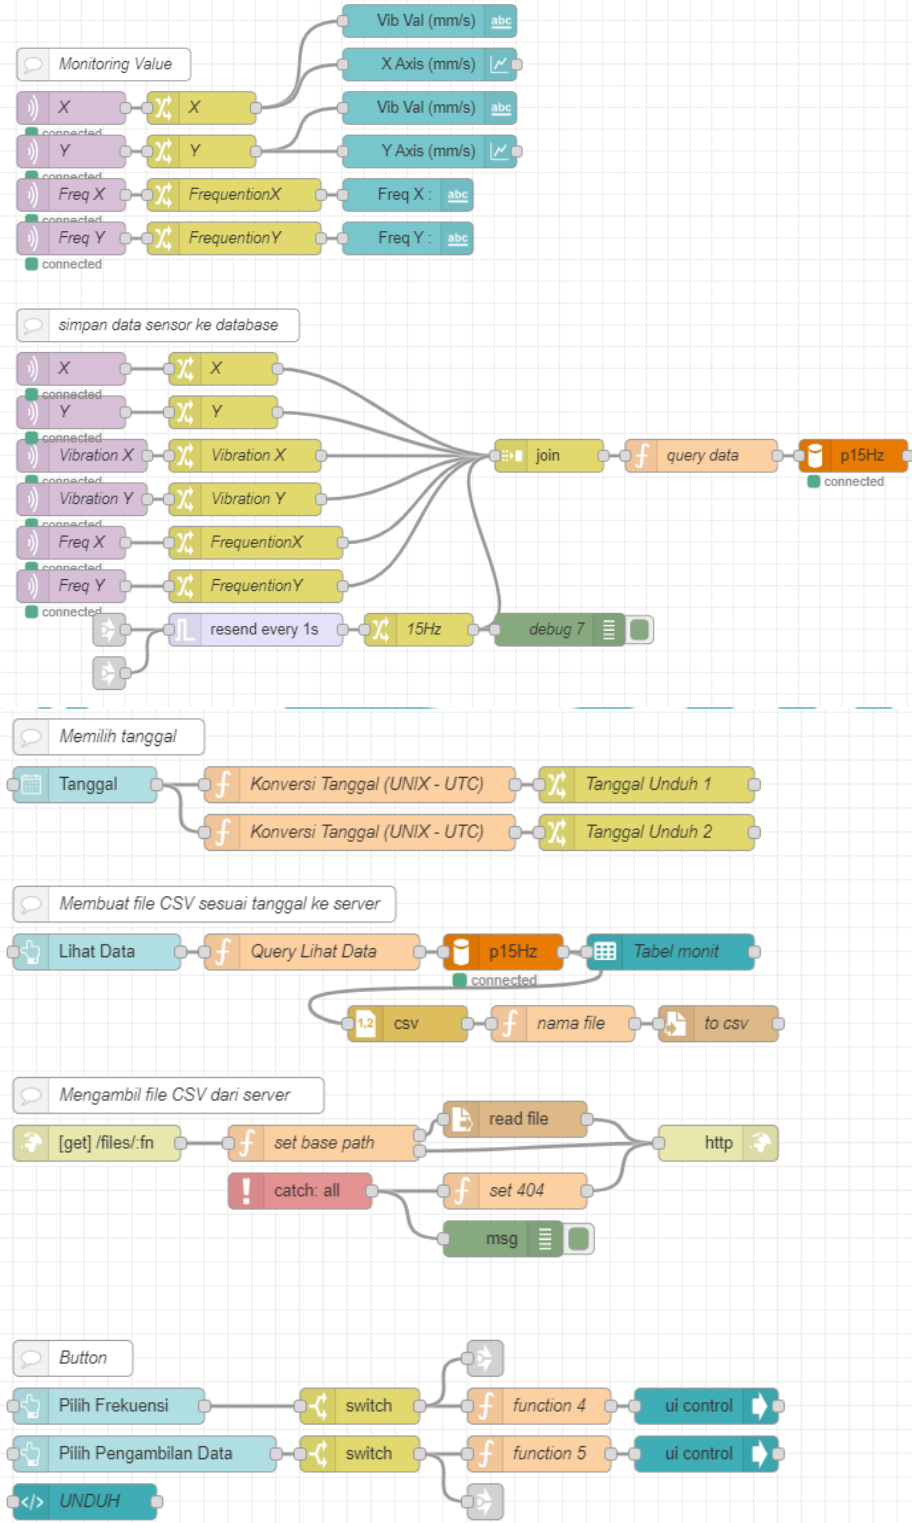 Vib Val (mm/s) abc
Monitoring Value
X Axis (mm/s)
X X Vib Val (mm/s) abc
connected
Y Y Y Axis (mm/s)
connected
Freq X FrequentionX Freq X : abc
connected
Freq Y FrequentionY Freq Y : abc
connected
simpan data sensor ke database
X X
connected
Y Y
connected
Vibration X Vibration X join query data p15Hz
connected connected
Vibration Y Vibration Y
connected
Freq X FrequentionX
connected
Freq Y FrequentionY
connected
resend every 1s 15Hz debug 7
Memilih tanggal
Tanggal Konversi Tanggal (UNIX - UTC) Tanggal Unduh 1
Konversi Tanggal (UNIX - UTC) Tanggal Unduh 2
Membuat file CSV sesuai tanggal ke server
Lihat Data Query Lihat Data p15Hz Tabel monit
connected
1,2 csv nama file to csv
Mengambil file CSV dari server
read file
[get] /files/:fn set base path http
catch: all set 404
msg
Button
Pilih Frekuensi switch function 4 ui control
Pilih Pengambilan Data switch function 5 ui control
</> UNDUH